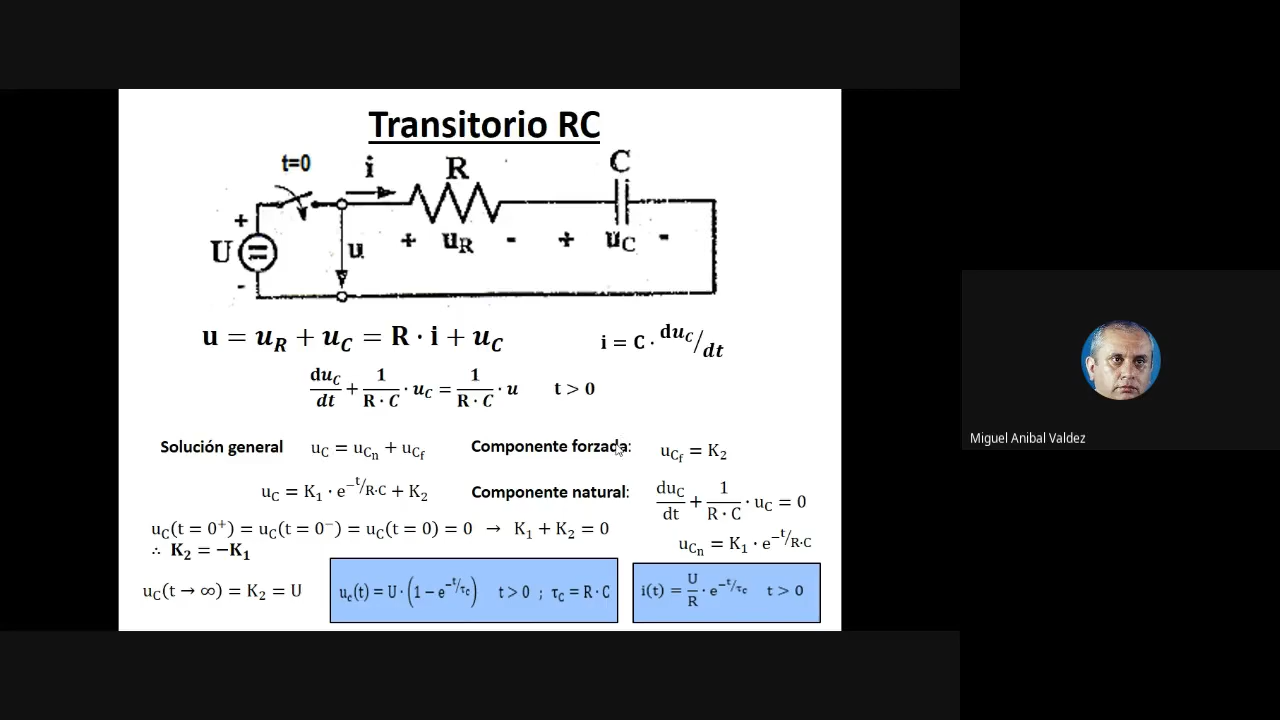 Transitorio RC
t=0
i
R
C
+
U
-
u
+ u_R -
+ u_C -
u = u_R + u_C = R · i + u_C
i = C · du_C/dt
du_C/dt + 1/(R · C) · u_C = 1/(R · C) · u t > 0
Solución general u_C = u_Cn + u_Cf
Componente forzada: u_Cf = K_2
u_C = K_1 · e^(-t/R·C) + K_2
Componente natural: du_C/dt + 1/(R · C) · u_C = 0
u_C(t = 0⁺) = u_C(t = 0⁻) = u_C(t = 0) = 0 → K_1 + K_2 = 0
u_Cn = K_1 · e^(-t/R·C)
∴ K_2 = −K_1
u_C(t → ∞) = K_2 = U
u_c(t) = U · (1 − e^(-t/τ_C)) t > 0 ; τ_C = R · C
i(t) = U/R · e^(-t/τ_C) t > 0
Miguel Anibal Valdez